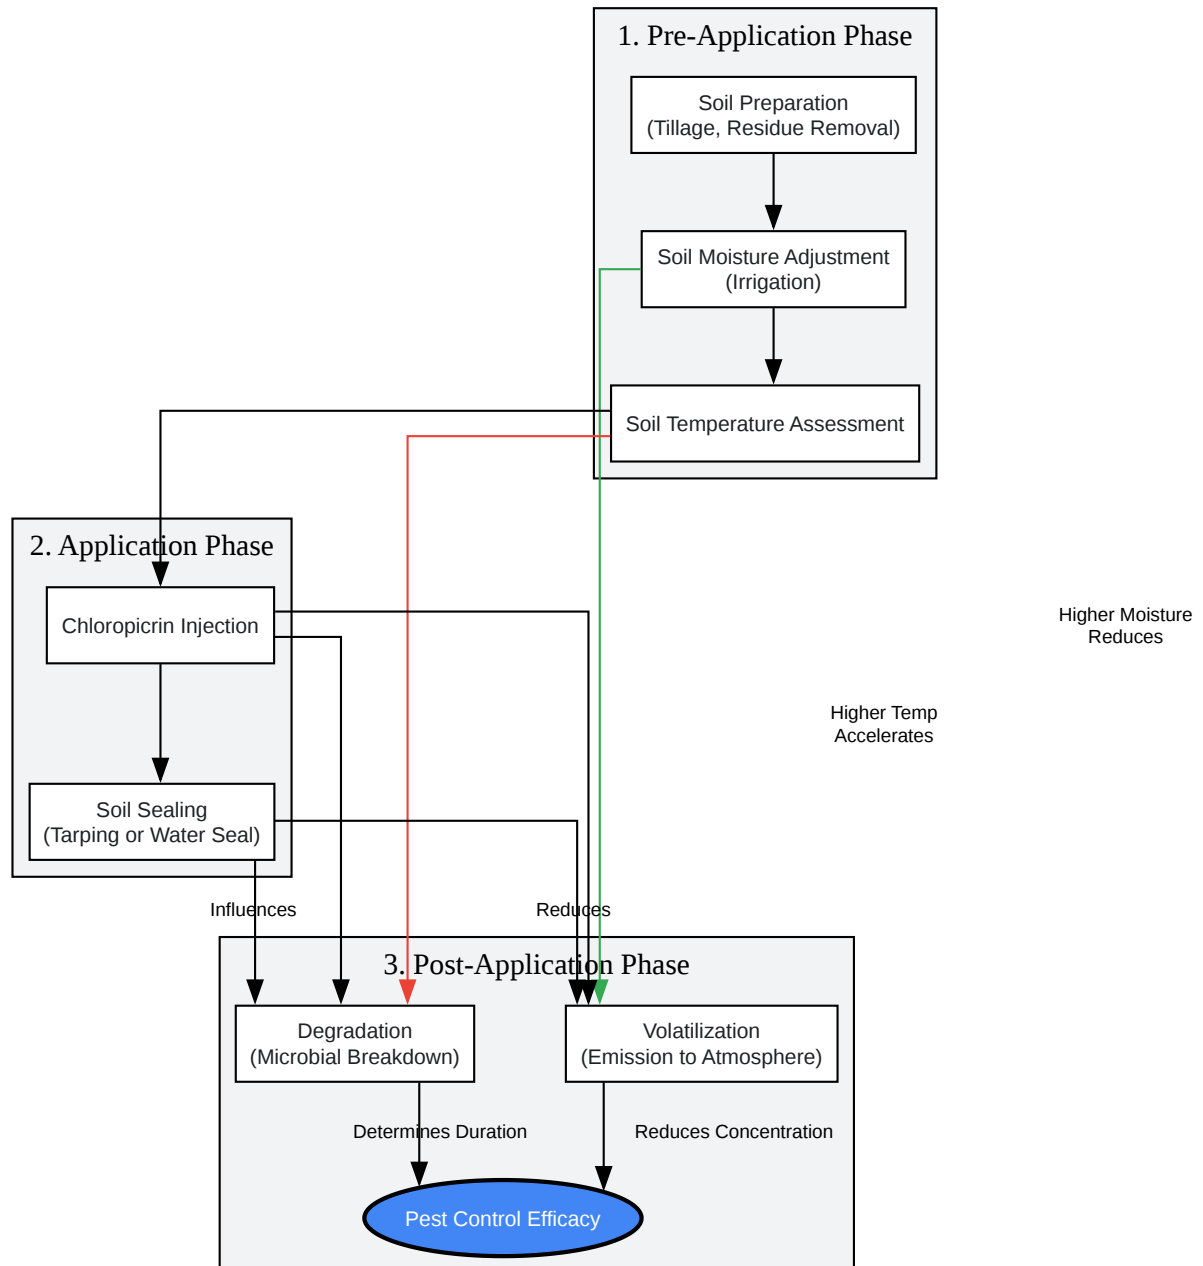 1. Pre-Application Phase
Soil Preparation
(Tillage, Residue Removal)
Soil Moisture Adjustment
(Irrigation)
Soil Temperature Assessment
2. Application Phase
Chloropicrin Injection
Higher Moisture
Reduces
Higher Temp
Accelerates
Soil Sealing
(Tarping or Water Seal)
Influences
Reduces
3. Post-Application Phase
Degradation
(Microbial Breakdown)
Volatilization
(Emission to Atmosphere)
Determines Duration
Reduces Concentration
Pest Control Efficacy